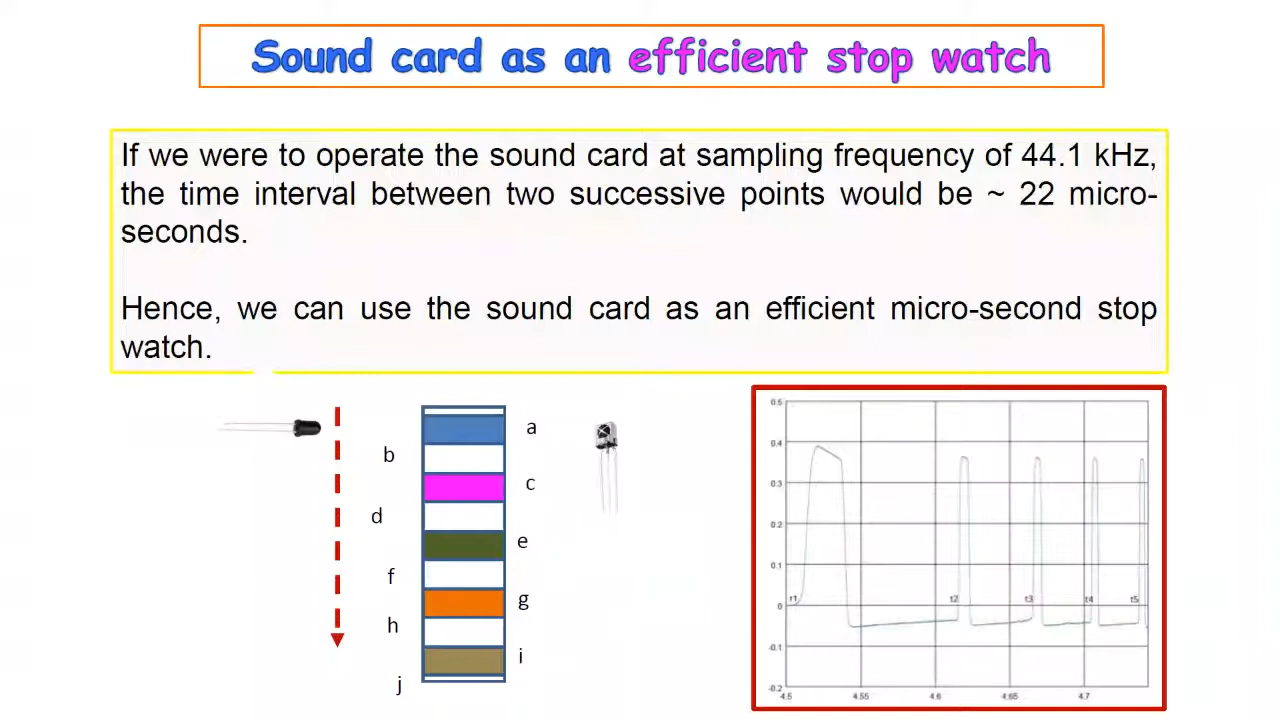 Sound card as an efficient stop watch
If we were to operate the sound card at sampling frequency of 44.1 kHz,
the time interval between two successive points would be ~ 22 micro-
seconds.
Hence, we can use the sound card as an efficient micro-second stop
watch.
a
b
c
d
e
f
g
h
i
j
0.5
0.4
0.3
0.2
0.1
0
-0.1
-0.2
t1
t2
t3
t4
t5
4.5
4.55
4.6
4.65
4.7